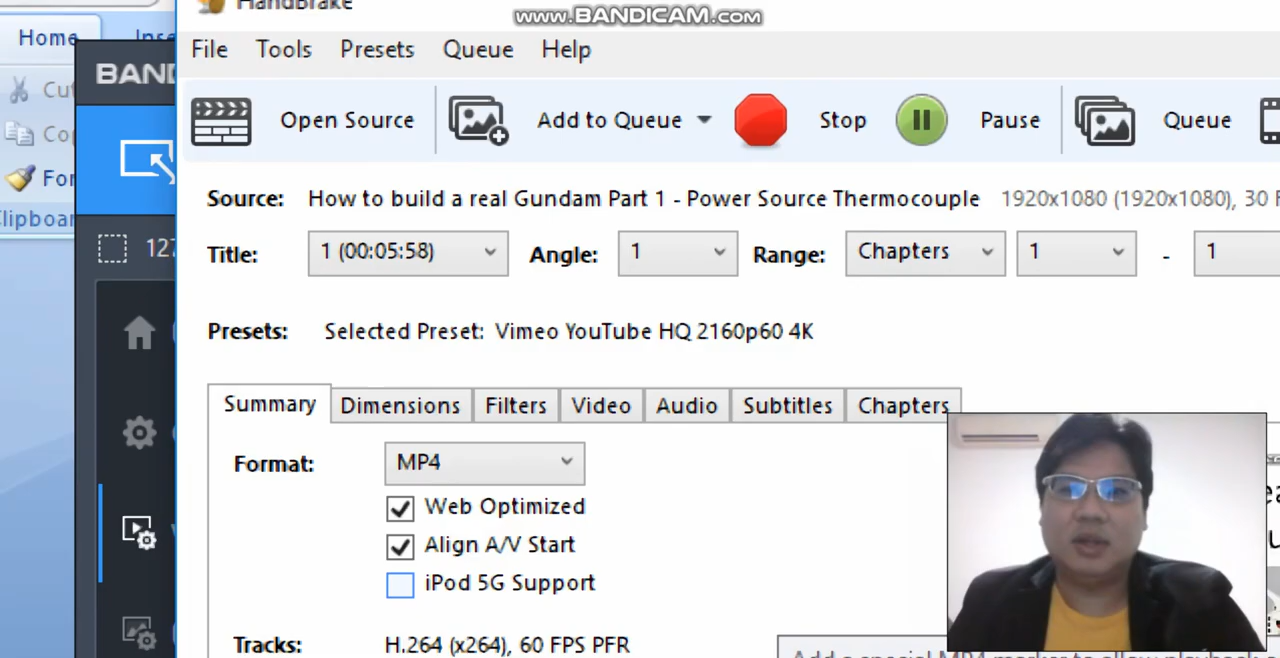 HandBrake
www.BANDICAM.com
Home
File Tools Presets Queue Help
Open Source Add to Queue Stop Pause Queue
Source: How to build a real Gundam Part 1 - Power Source Thermocouple 1920x1080 (1920x1080), 30
Title: 1 (00:05:58) Angle: 1 Range: Chapters 1 - 1
Presets: Selected Preset: Vimeo YouTube HQ 2160p60 4K
Summary Dimensions Filters Video Audio Subtitles Chapters
Format: MP4
Web Optimized
Align A/V Start
iPod 5G Support
Tracks: H.264 (x264), 60 FPS PFR